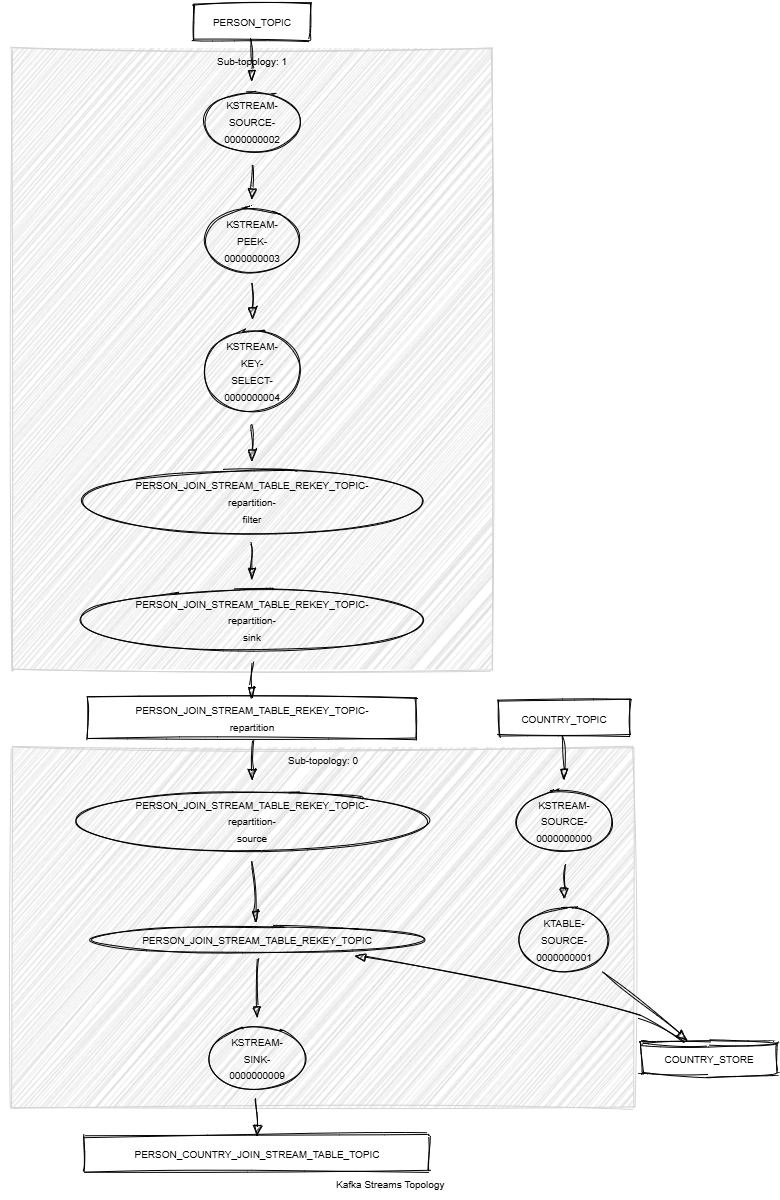 PERSON_TOPIC
Sub-topology: 1
KSTREAM-
SOURCE-
0000000002
KSTREAM-
PEEK-
0000000003
KSTREAM-
KEY-
SELECT-
0000000004
PERSON_JOIN_STREAM_TABLE_REKEY_TOPIC-
repartition-
filter
PERSON_JOIN_STREAM_TABLE_REKEY_TOPIC-
repartition-
sink
PERSON_JOIN_STREAM_TABLE_REKEY_TOPIC-
repartition
COUNTRY_TOPIC
Sub-topology: 0
PERSON_JOIN_STREAM_TABLE_REKEY_TOPIC-
repartition-
source
KSTREAM-
SOURCE-
0000000000
PERSON_JOIN_STREAM_TABLE_REKEY_TOPIC
KTABLE-
SOURCE-
0000000001
KSTREAM-
SINK-
0000000009
COUNTRY_STORE
PERSON_COUNTRY_JOIN_STREAM_TABLE_TOPIC
Kafka Streams Topology